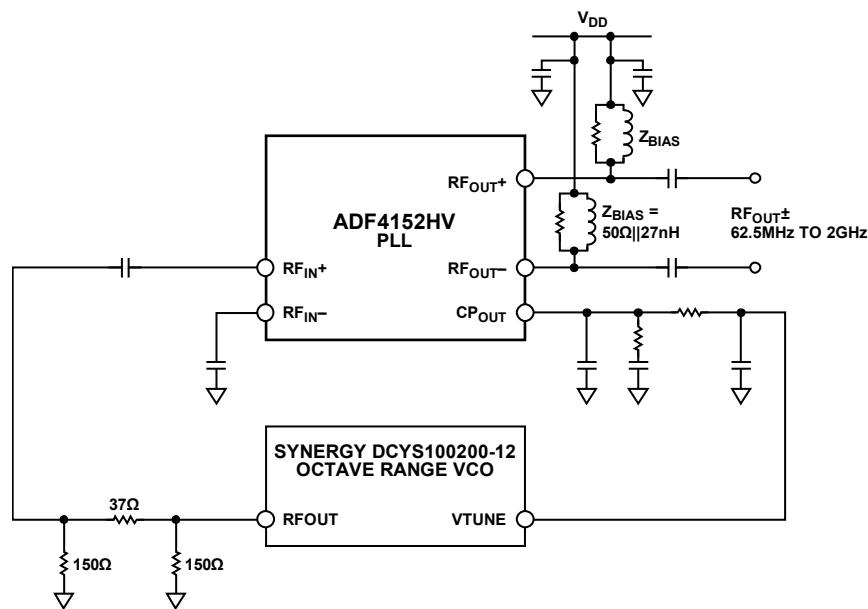 VDD
ZBIAS
RFOUT+
ADF4152HV
PLL
ZBIAS =
50Ω||27nH
RFOUT±
62.5MHz TO 2GHz
RFIN+
RFOUT–
RFIN–
CPOUT
SYNERGY DCYS100200-12
OCTAVE RANGE VCO
37Ω
RFOUT
VTUNE
150Ω
150Ω